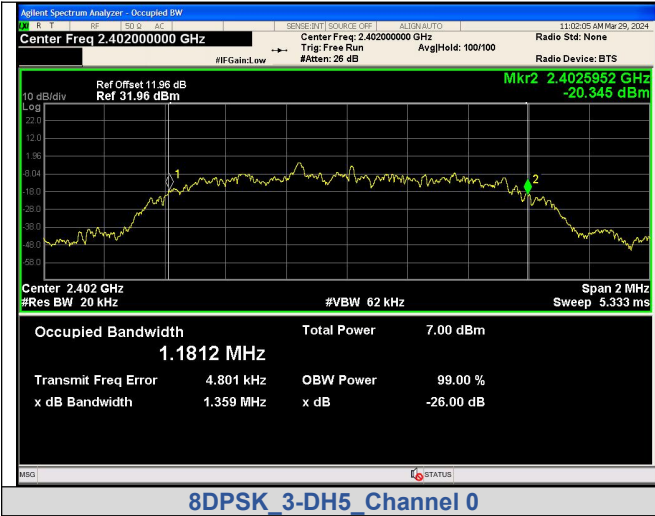 Agilent Spectrum Analyzer - Occupied BW
R T RF 50 Ω AC SENSE:INT SOURCE OFF ALIGN AUTO 11:02:05 AM Mar 29, 2024
Center Freq 2.402000000 GHz Center Freq: 2.402000000 GHz Radio Std: None
Trig: Free Run Avg|Hold: 100/100
#IFGain:Low #Atten: 26 dB Radio Device: BTS
Mkr2 2.4025952 GHz
-20.345 dBm
Ref Offset 11.96 dB
10 dB/div Ref 31.96 dBm
Log
22.0
12.0
1.96
-8.04
-18.0
-28.0
-38.0
-48.0
-58.0
1
2
Center 2.402 GHz Span 2 MHz
#Res BW 20 kHz #VBW 62 kHz Sweep 5.333 ms
Occupied Bandwidth Total Power 7.00 dBm
1.1812 MHz
Transmit Freq Error 4.801 kHz OBW Power 99.00 %
x dB Bandwidth 1.359 MHz x dB -26.00 dB
MSG STATUS
8DPSK_3-DH5_Channel 0